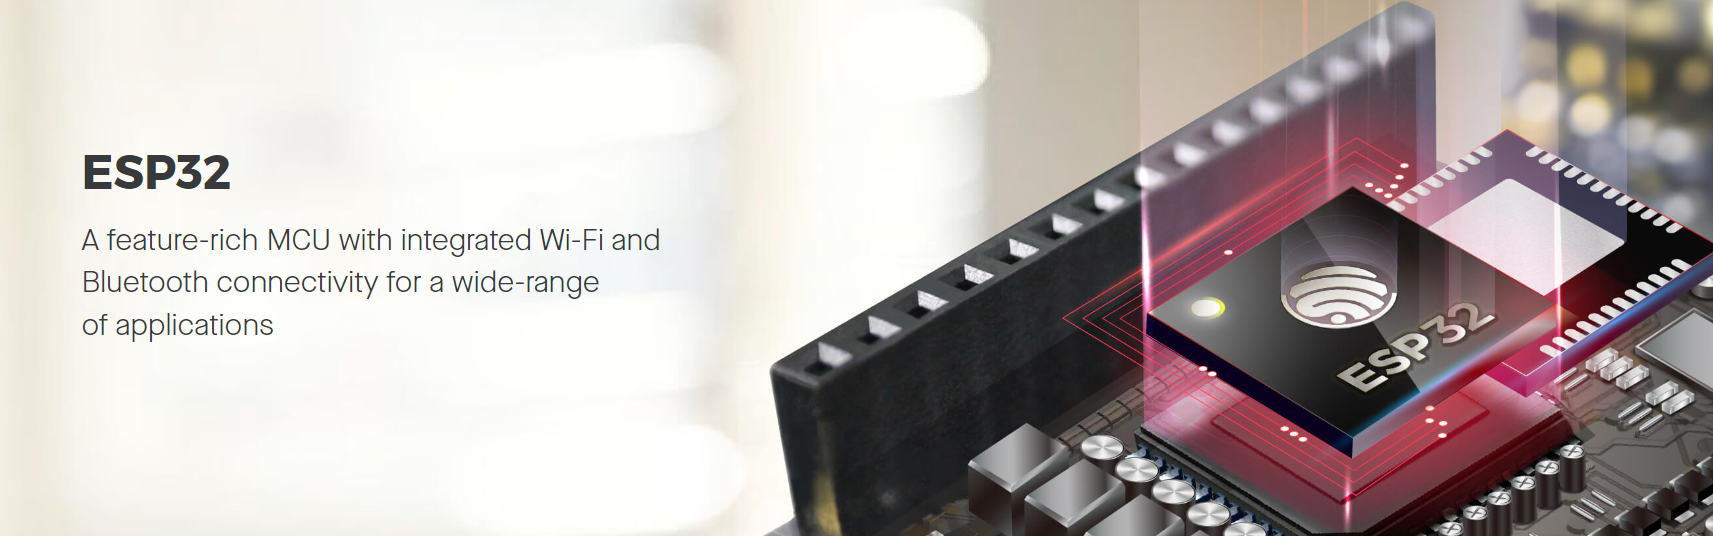 ESP32
A feature-rich MCU with integrated Wi-Fi and
Bluetooth connectivity for a wide-range
of applications
ESP32